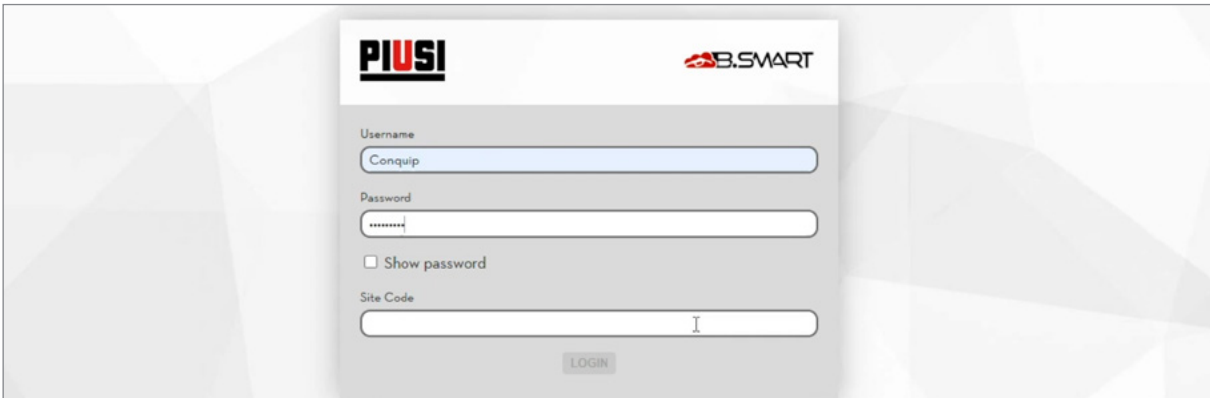 PIUSI B.SMART
Username
Conquip
Password
•••••••••
Show password
Site Code
LOGIN